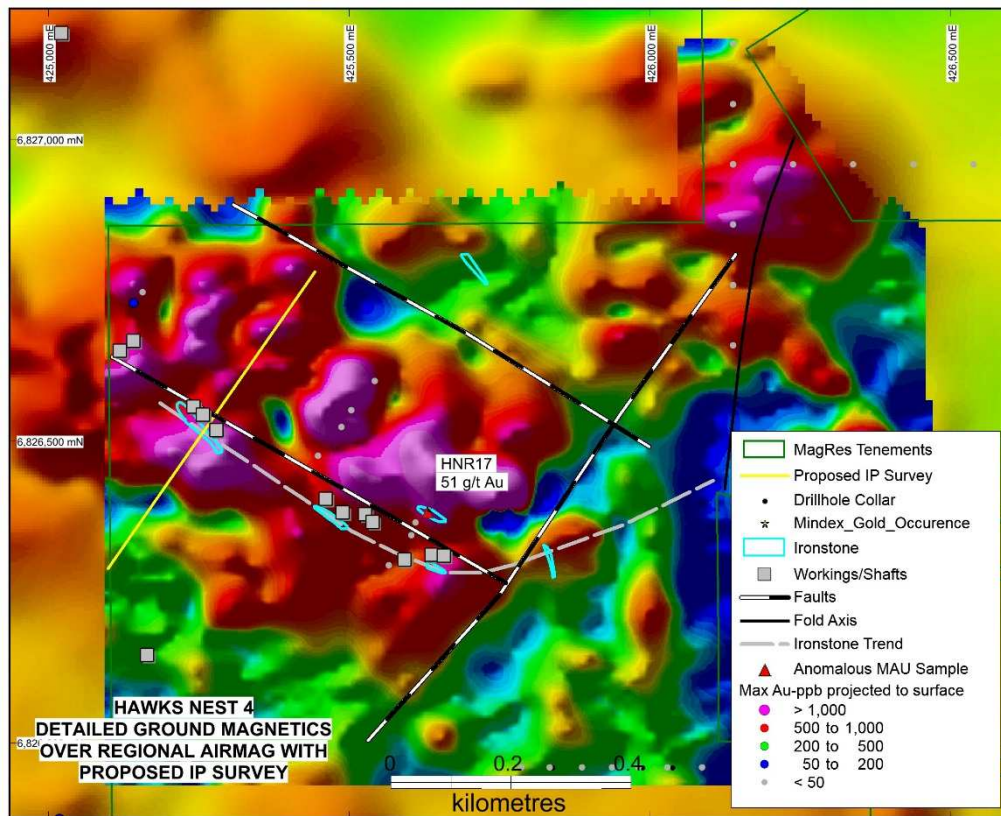 425,000 mE
425,500 mE
426,000 mE
426,500 mE
6,827,000 mN
6,826,500 mN
HNR17
51 g/t Au
MagRes Tenements
Proposed IP Survey
Drillhole Collar
Mindex_Gold_Occurence
Ironstone
Workings/Shafts
Faults
Fold Axis
Ironstone Trend
Anomalous MAU Sample
Max Au-ppb projected to surface
> 1,000
500 to 1,000
200 to 500
50 to 200
< 50
HAWKS NEST 4
DETAILED GROUND MAGNETICS
OVER REGIONAL AIRMAG WITH
PROPOSED IP SURVEY
0 0.2 0.4
kilometres